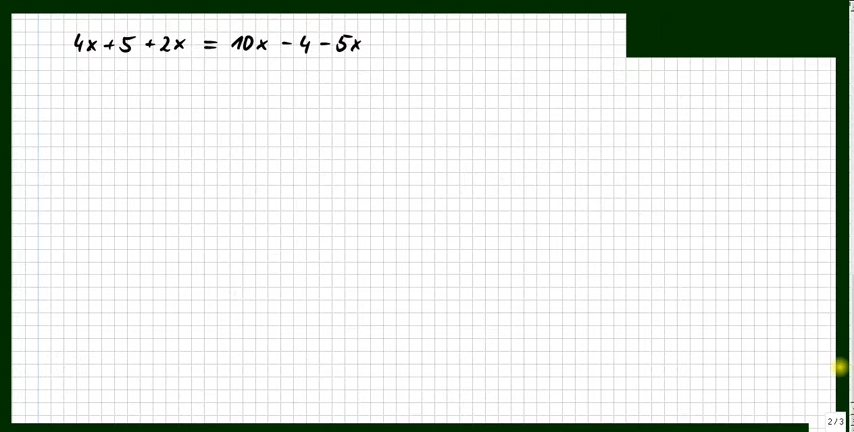 4x + 5 + 2x = 10x - 4 - 5x
2/3